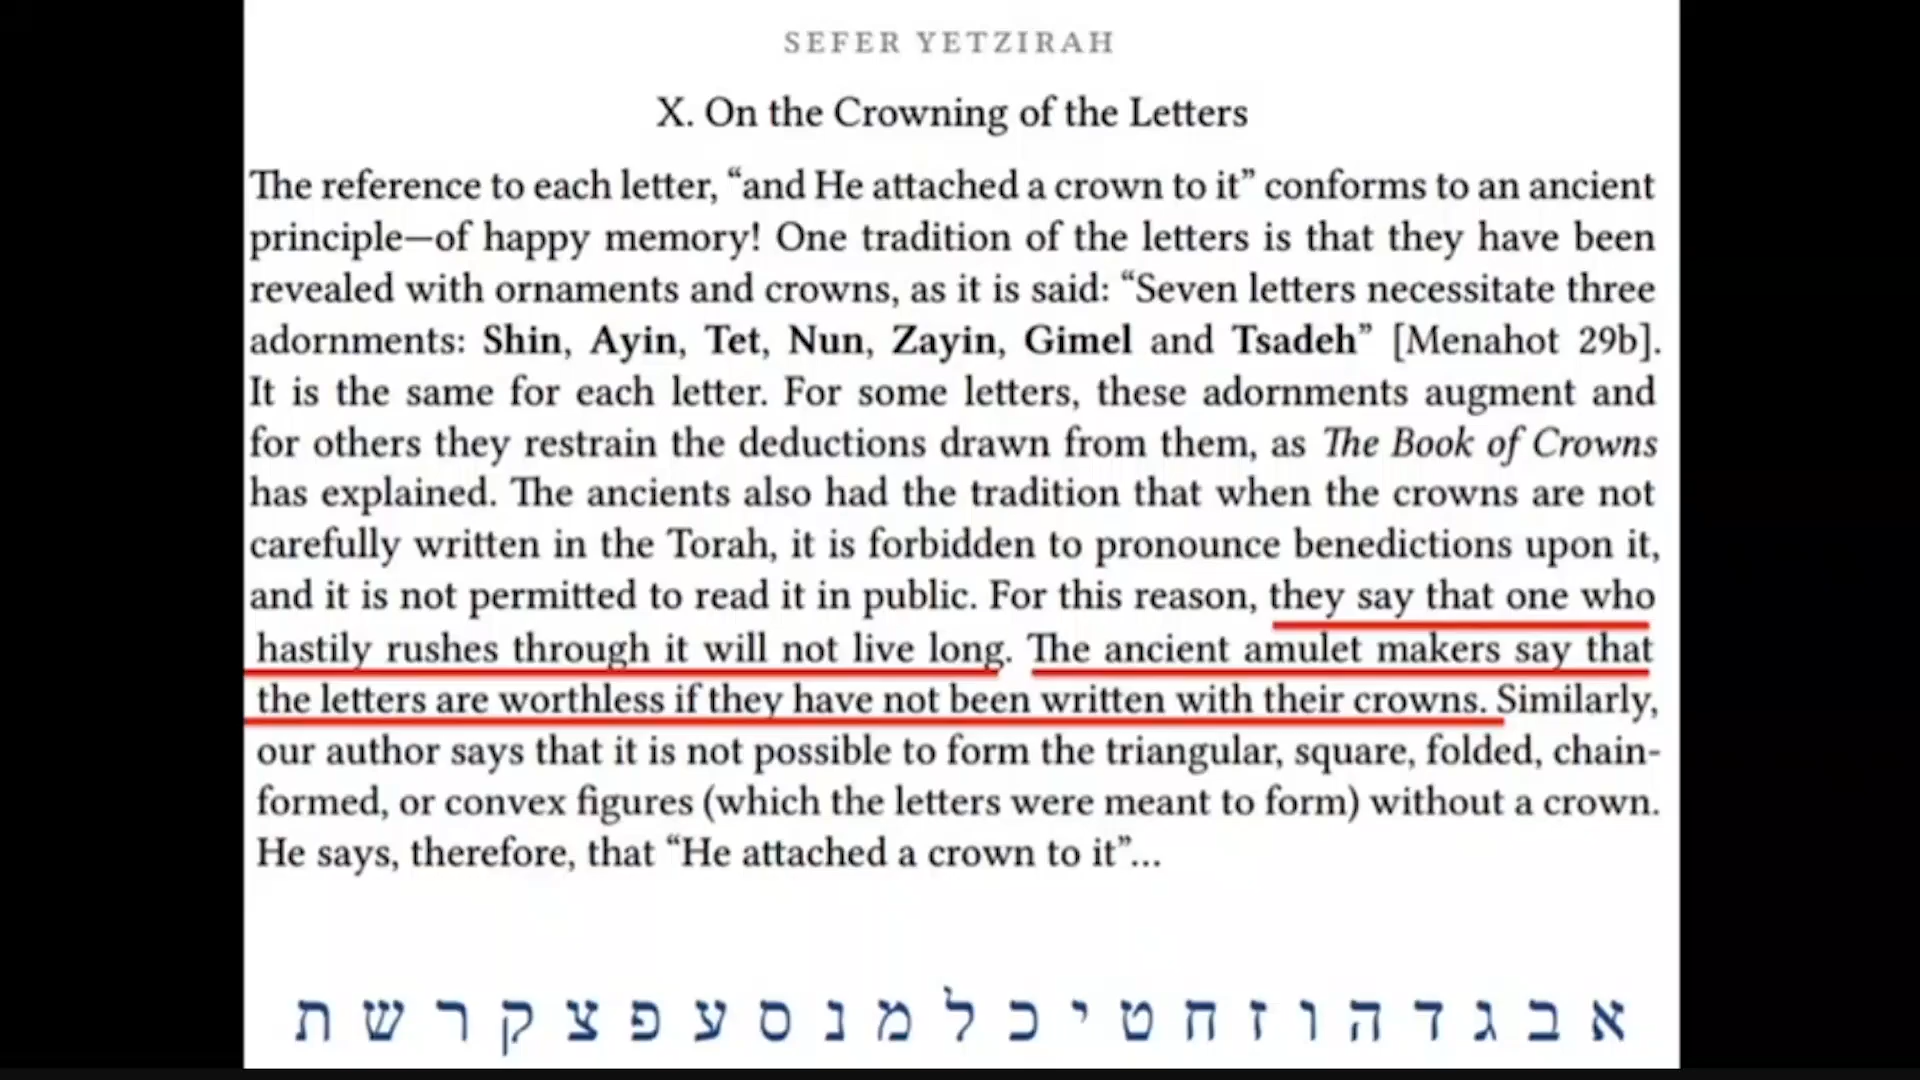 SEFER YETZIRAH
X. On the Crowning of the Letters
The reference to each letter, “and He attached a crown to it” conforms to an ancient
principle—of happy memory! One tradition of the letters is that they have been
revealed with ornaments and crowns, as it is said: “Seven letters necessitate three
adornments: Shin, Ayin, Tet, Nun, Zayin, Gimel and Tsadeh” [Menahot 29b].
It is the same for each letter. For some letters, these adornments augment and
for others they restrain the deductions drawn from them, as The Book of Crowns
has explained. The ancients also had the tradition that when the crowns are not
carefully written in the Torah, it is forbidden to pronounce benedictions upon it,
and it is not permitted to read it in public. For this reason, they say that one who
hastily rushes through it will not live long. The ancient amulet makers say that
the letters are worthless if they have not been written with their crowns. Similarly,
our author says that it is not possible to form the triangular, square, folded, chain-
formed, or convex figures (which the letters were meant to form) without a crown.
He says, therefore, that “He attached a crown to it”...
א ב ג ד ה ו ז ח ט י כ ל מ נ ס ע פ צ ק ר ש ת